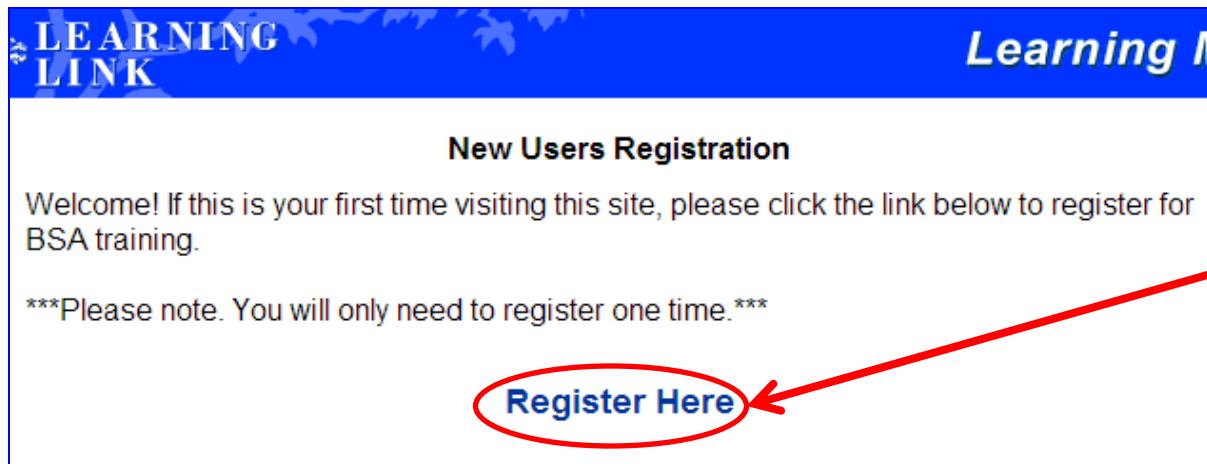 LEARNING
LINK
Learning
New Users Registration
Welcome! If this is your first time visiting this site, please click the link below to register for
BSA training.
***Please note. You will only need to register one time.***
Register Here